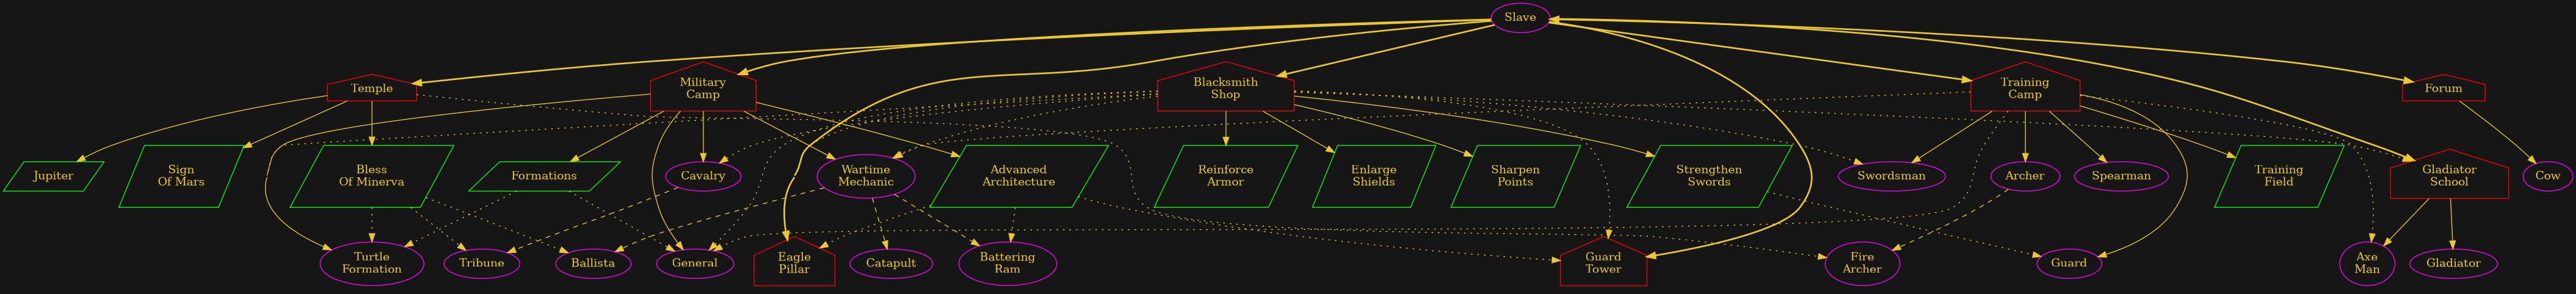 Slave
Temple
Military
Camp
Blacksmith
Shop
Training
Camp
Forum
Jupiter
Sign
Of Mars
Bless
Of Minerva
Formations
Cavalry
Wartime
Mechanic
Advanced
Architecture
Reinforce
Armor
Enlarge
Shields
Sharpen
Points
Strengthen
Swords
Swordsman
Archer
Spearman
Training
Field
Gladiator
School
Cow
Turtle
Formation
Tribune
Ballista
General
Eagle
Pillar
Catapult
Battering
Ram
Guard
Tower
Fire
Archer
Guard
Axe
Man
Gladiator